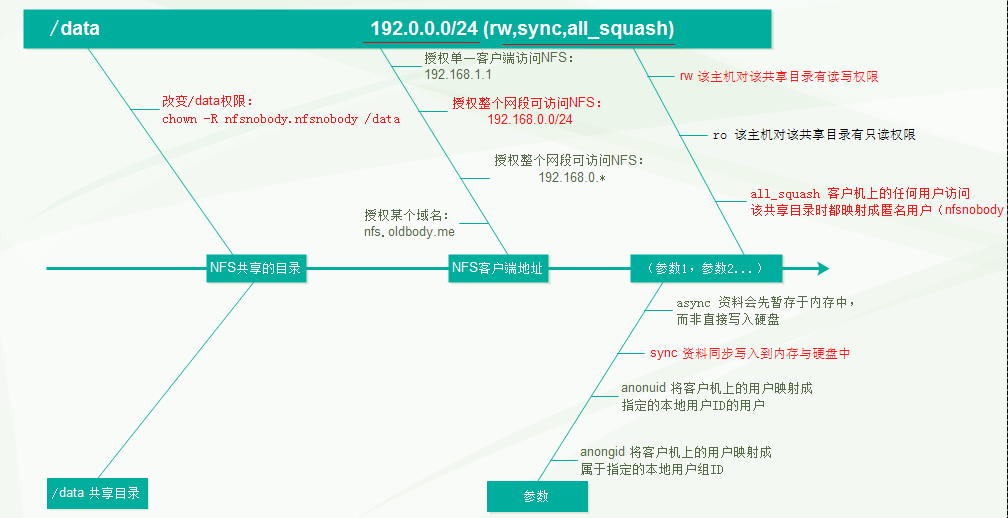 /data 192.0.0.0/24 (rw,sync,all_squash)
改变/data权限：
chown -R nfsnobody.nfsnobody /data
授权单一客户端访问NFS：
192.168.1.1
授权整个网段可访问NFS：
192.168.0.0/24
授权整个网段可访问NFS：
192.168.0.*
授权某个域名：
nfs.oldbody.me
rw 该主机对该共享目录有读写权限
ro 该主机对该共享目录有只读权限
all_squash 客户机上的任何用户访问
该共享目录时都映射成匿名用户（nfsnobody
NFS共享的目录
NFS客户端地址
（参数1，参数2...）
async 资料会先暂存于内存中，
而非直接写入硬盘
sync 资料同步写入到内存与硬盘中
anonuid 将客户机上的用户映射成
指定的本地用户ID的用户
anongid 将客户机上的用户映射成
属于指定的本地用户组ID
/data 共享目录
参数